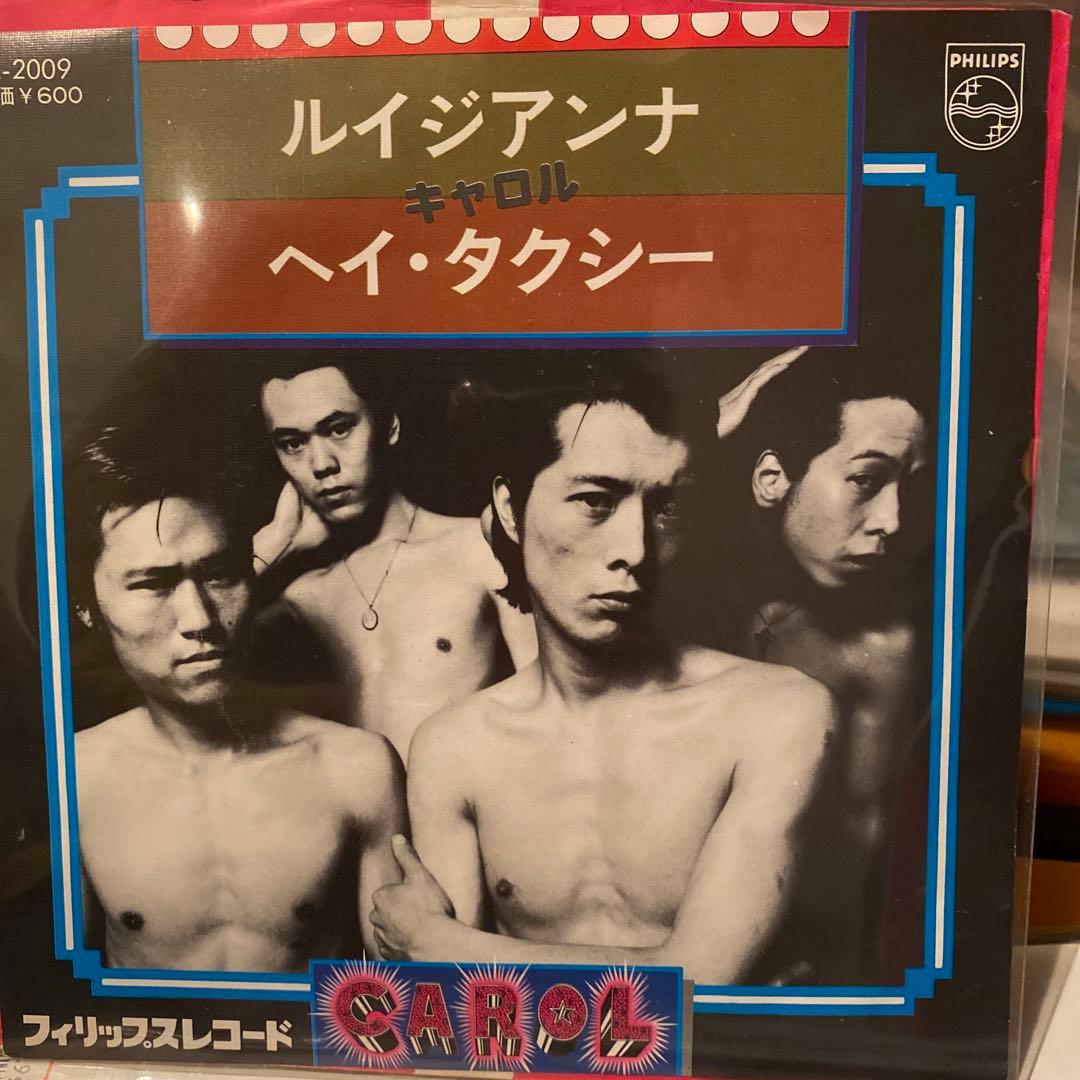 -2009
価¥600
PHILIPS
ルイジアンナ
キャロル
ヘイ・タクシー
フィリップスレコード
CAROL